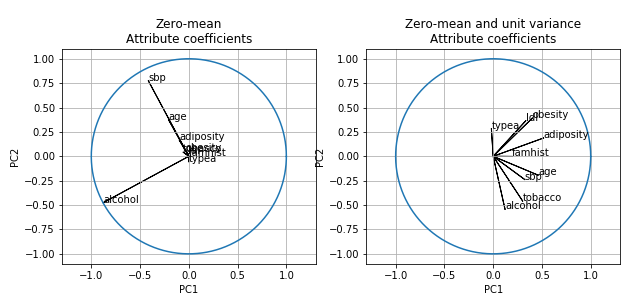 Zero-mean
Attribute coefficients
1.00
0.75
0.50
0.25
0.00
−0.25
−0.50
−0.75
−1.00
PC2
sbp
age
adiposity
obesity
famhist
typea
alcohol
−1.0
−0.5
0.0
0.5
1.0
PC1
Zero-mean and unit variance
Attribute coefficients
1.00
0.75
0.50
0.25
0.00
−0.25
−0.50
−0.75
−1.00
PC2
obesity
ldl
typea
adiposity
famhist
age
sbp
tobacco
alcohol
−1.0
−0.5
0.0
0.5
1.0
PC1